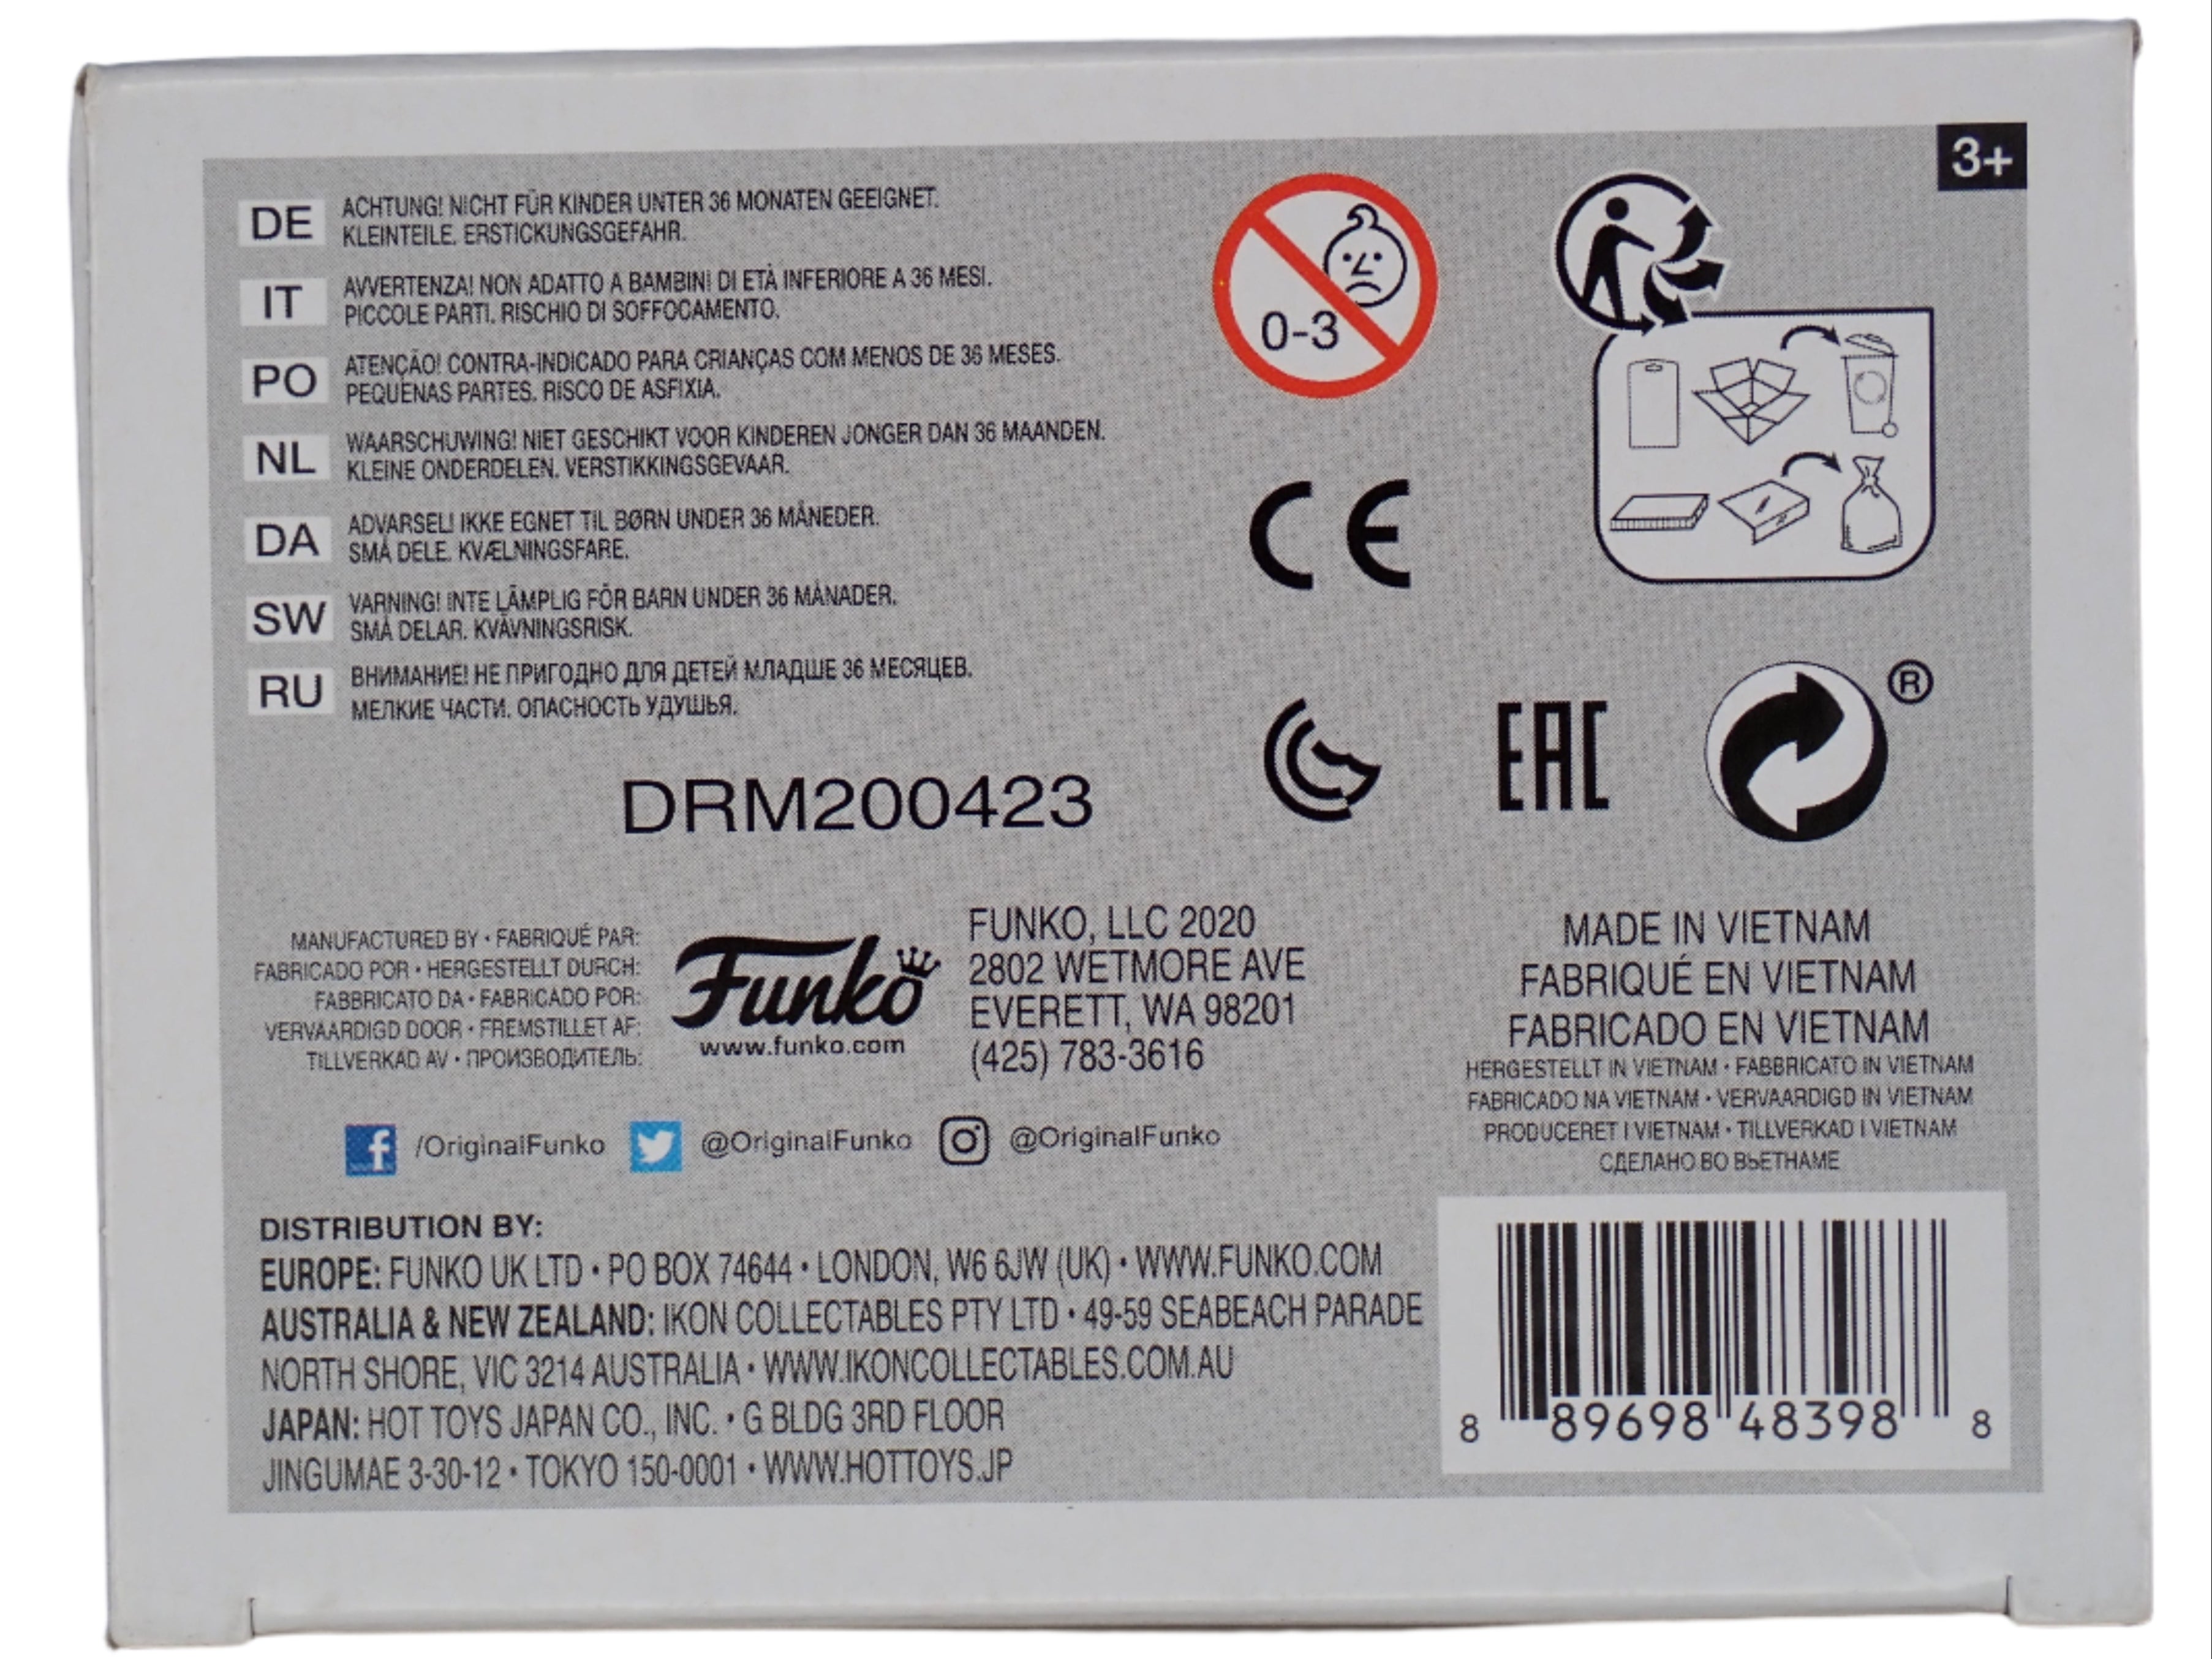 3+
DE
ACHTUNG! NICHT FÜR KINDER UNTER 36 MONATEN GEEIGNET.
KLEINTEILE. ERSTICKUNGSGEFAHR.
IT
AVVERTENZA! NON ADATTO A BAMBINI DI ETÀ INFERIORE A 36 MESI.
PICCOLE PARTI. RISCHIO DI SOFFOCAMENTO.
PO
ATENÇÃO! CONTRA-INDICADO PARA CRIANÇAS COM MENOS DE 36 MESES.
PEQUENAS PARTES. RISCO DE ASFIXIA.
NL
WAARSCHUWING! NIET GESCHIKT VOOR KINDEREN JONGER DAN 36 MAANDEN.
KLEINE ONDERDELEN. VERSTIKKINGSGEVAAR.
DA
ADVARSEL! IKKE EGNET TIL BØRN UNDER 36 MÅNEDER.
SMÅ DELE. KVÆLNINGSFARE.
SW
VARNING! INTE LÄMPLIG FÖR BARN UNDER 36 MÅNADER.
SMÅ DELAR. KVÄVNINGSRISK.
RU
ВНИМАНИЕ! НЕ ПРИГОДНО ДЛЯ ДЕТЕЙ МЛАДШЕ 36 МЕСЯЦЕВ.
МЕЛКИЕ ЧАСТИ. ОПАСНОСТЬ УДУШЬЯ.
0-3
CE
EAC
®
DRM200423
MANUFACTURED BY • FABRIQUÉ PAR:
FABRICADO POR • HERGESTELLT DURCH:
FABBRICATO DA • FABRICADO POR:
VERVAARDIGD DOOR • FREMSTILLET AF:
TILLVERKAD AV • ПРОИЗВОДИТЕЛЬ:
Funko
www.funko.com
FUNKO, LLC 2020
2802 WETMORE AVE
EVERETT, WA 98201
(425) 783-3616
MADE IN VIETNAM
FABRIQUÉ EN VIETNAM
FABRICADO EN VIETNAM
HERGESTELLT IN VIETNAM • FABBRICATO IN VIETNAM
FABRICADO NA VIETNAM • VERVAARDIGD IN VIETNAM
PRODUCERET I VIETNAM • TILLVERKAD I VIETNAM
СДЕЛАНО ВО ВЬЕТНАМЕ
/OriginalFunko @OriginalFunko @OriginalFunko
DISTRIBUTION BY:
EUROPE: FUNKO UK LTD • PO BOX 74644 • LONDON, W6 6JW (UK) • WWW.FUNKO.COM
AUSTRALIA & NEW ZEALAND: IKON COLLECTABLES PTY LTD • 49-59 SEABEACH PARADE
NORTH SHORE, VIC 3214 AUSTRALIA • WWW.IKONCOLLECTABLES.COM.AU
JAPAN: HOT TOYS JAPAN CO., INC. • G BLDG 3RD FLOOR
JINGUMAE 3-30-12 • TOKYO 150-0001 • WWW.HOTTOYS.JP
8 89698 48398 8